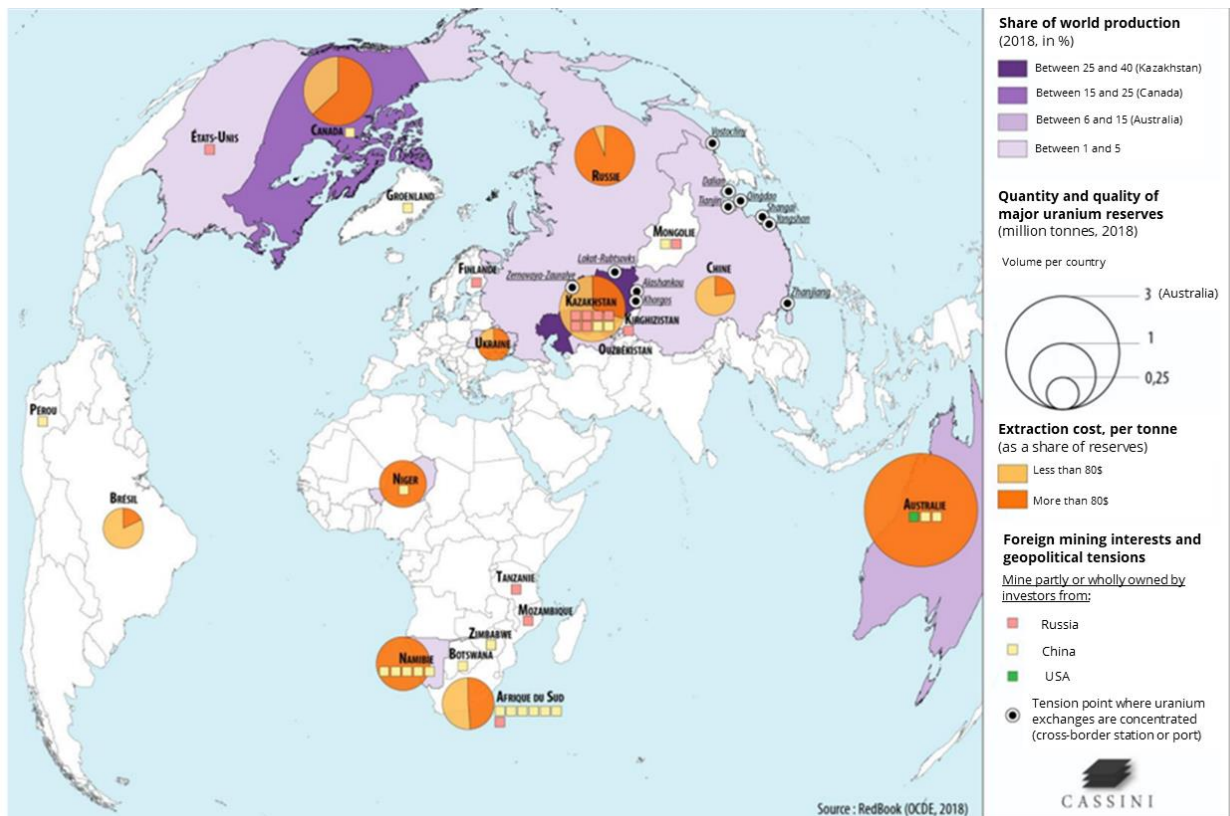 États-Unis
Canada
Groenland
Russie
Vostochny
Dalian
Tianjin
Qingdao
Shangaï
Yangshan
Mongolie
Finlande
Lokot-Rubtsovks
Zernovaya-Zauralye
Alashankou
Khorgos
Kazakhstan
Kirghizistan
Ouzbékistan
Chine
Zhanjiang
Ukraine
Pérou
Brésil
Niger
Australie
Tanzanie
Mozambique
Zimbabwe
Botswana
Namibie
Afrique du Sud
Source : RedBook (OCDE, 2018)
Share of world production
(2018, in %)
Between 25 and 40 (Kazakhstan)
Between 15 and 25 (Canada)
Between 6 and 15 (Australia)
Between 1 and 5
Quantity and quality of
major uranium reserves
(million tonnes, 2018)
Volume per country
3 (Australia)
1
0,25
Extraction cost, per tonne
(as a share of reserves)
Less than 80$
More than 80$
Foreign mining interests and
geopolitical tensions
Mine partly or wholly owned by
investors from:
Russia
China
USA
Tension point where uranium
exchanges are concentrated
(cross-border station or port)
CASSINI